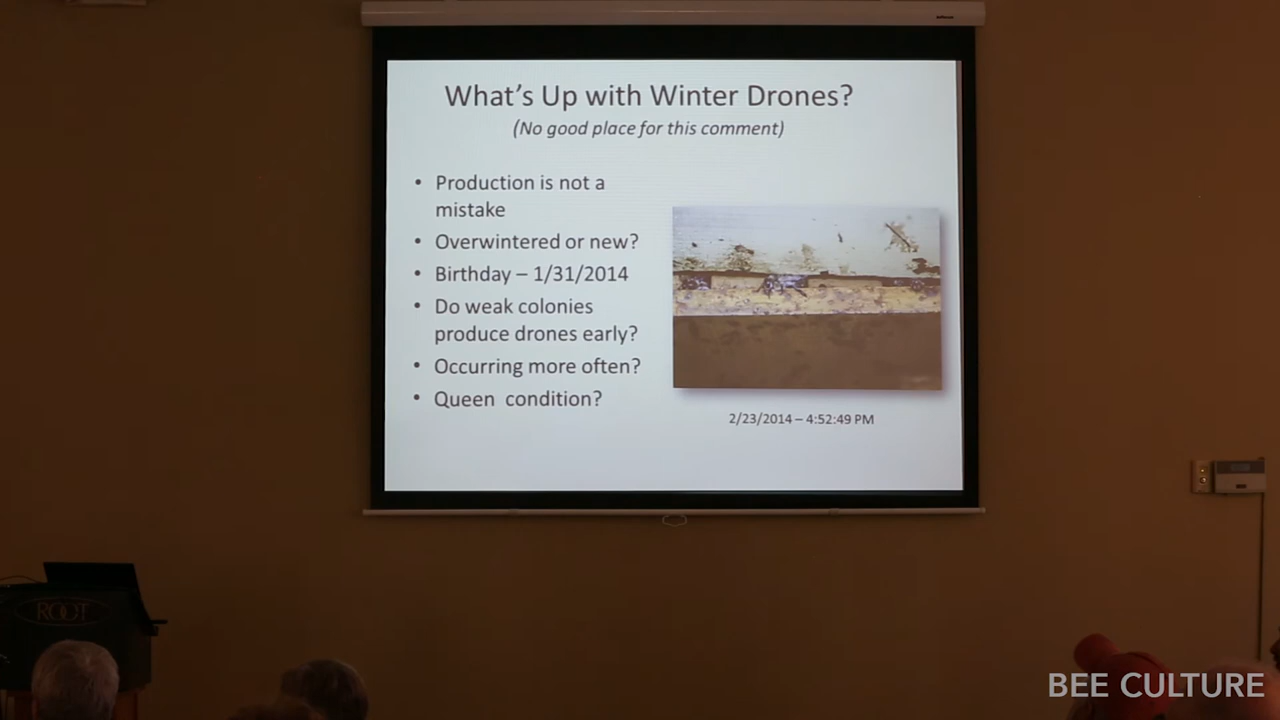 What's Up with Winter Drones?
(No good place for this comment)
• Production is not a
mistake
• Overwintered or new?
• Birthday – 1/31/2014
• Do weak colonies
produce drones early?
• Occurring more often?
• Queen condition?
2/23/2014 – 4:52:49 PM
ROOT
BEE CULTURE